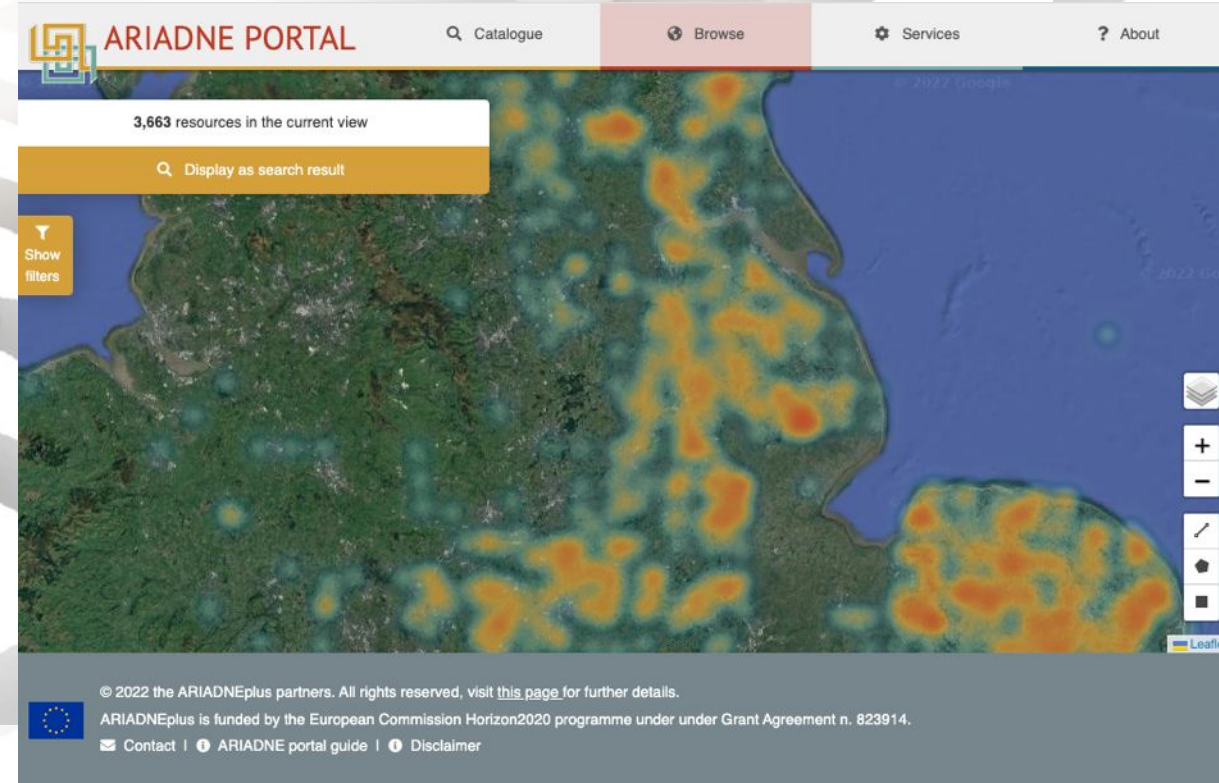 ARIADNE PORTAL
Catalogue
Browse
Services
? About
© 2022 Google
3,663 resources in the current view
Display as search result
Show
filters
+
−
© 2022 the ARIADNEplus partners. All rights reserved, visit this page for further details.
ARIADNEplus is funded by the European Commission Horizon2020 programme under under Grant Agreement n. 823914.
Contact | ARIADNE portal guide | Disclaimer